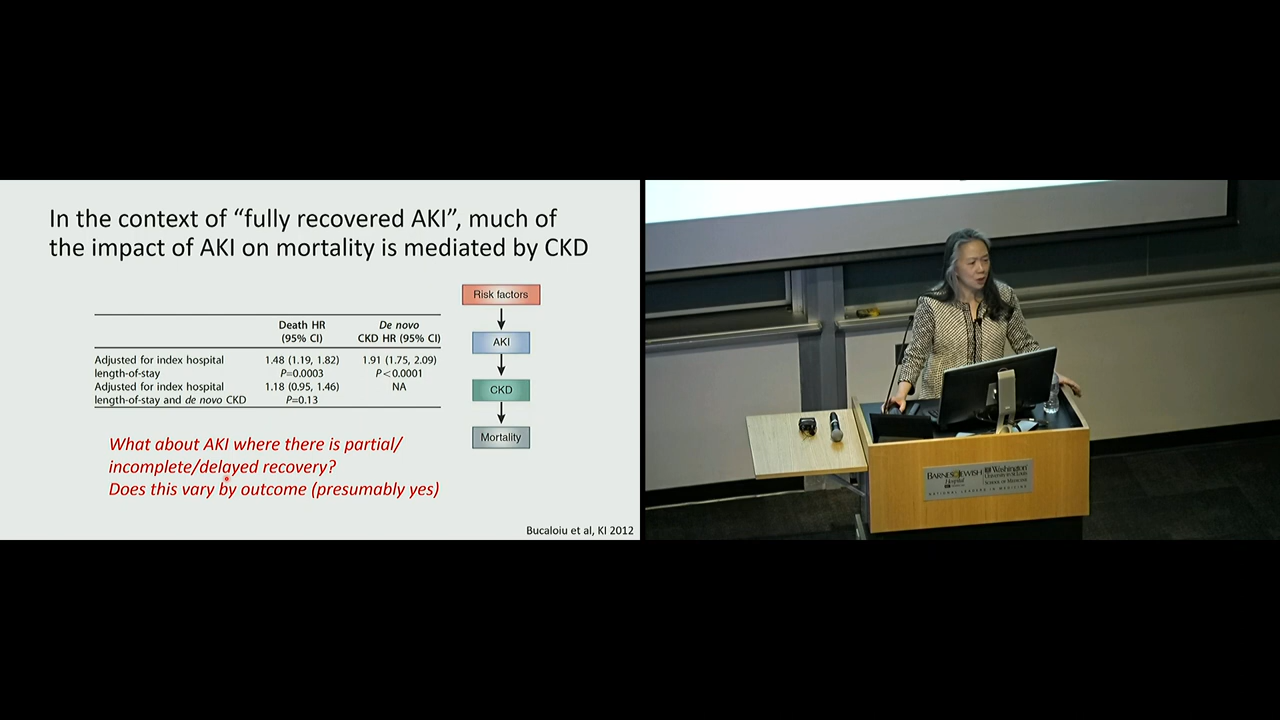 In the context of “fully recovered AKI”, much of
the impact of AKI on mortality is mediated by CKD
Death HR
(95% CI)
De novo
CKD HR (95% CI)
Adjusted for index hospital
length-of-stay
1.48 (1.19, 1.82)
P=0.0003
1.91 (1.75, 2.09)
P<0.0001
Adjusted for index hospital
length-of-stay and de novo CKD
1.18 (0.95, 1.46)
P=0.13
NA
Risk factors
AKI
CKD
Mortality
What about AKI where there is partial/
incomplete/delayed recovery?
Does this vary by outcome (presumably yes)
Bucaloiu et al, KI 2012
BARNES JEWISH
Hospital
Washington
University in St. Louis
School of Medicine
NATIONAL LEADERS IN MEDICINE